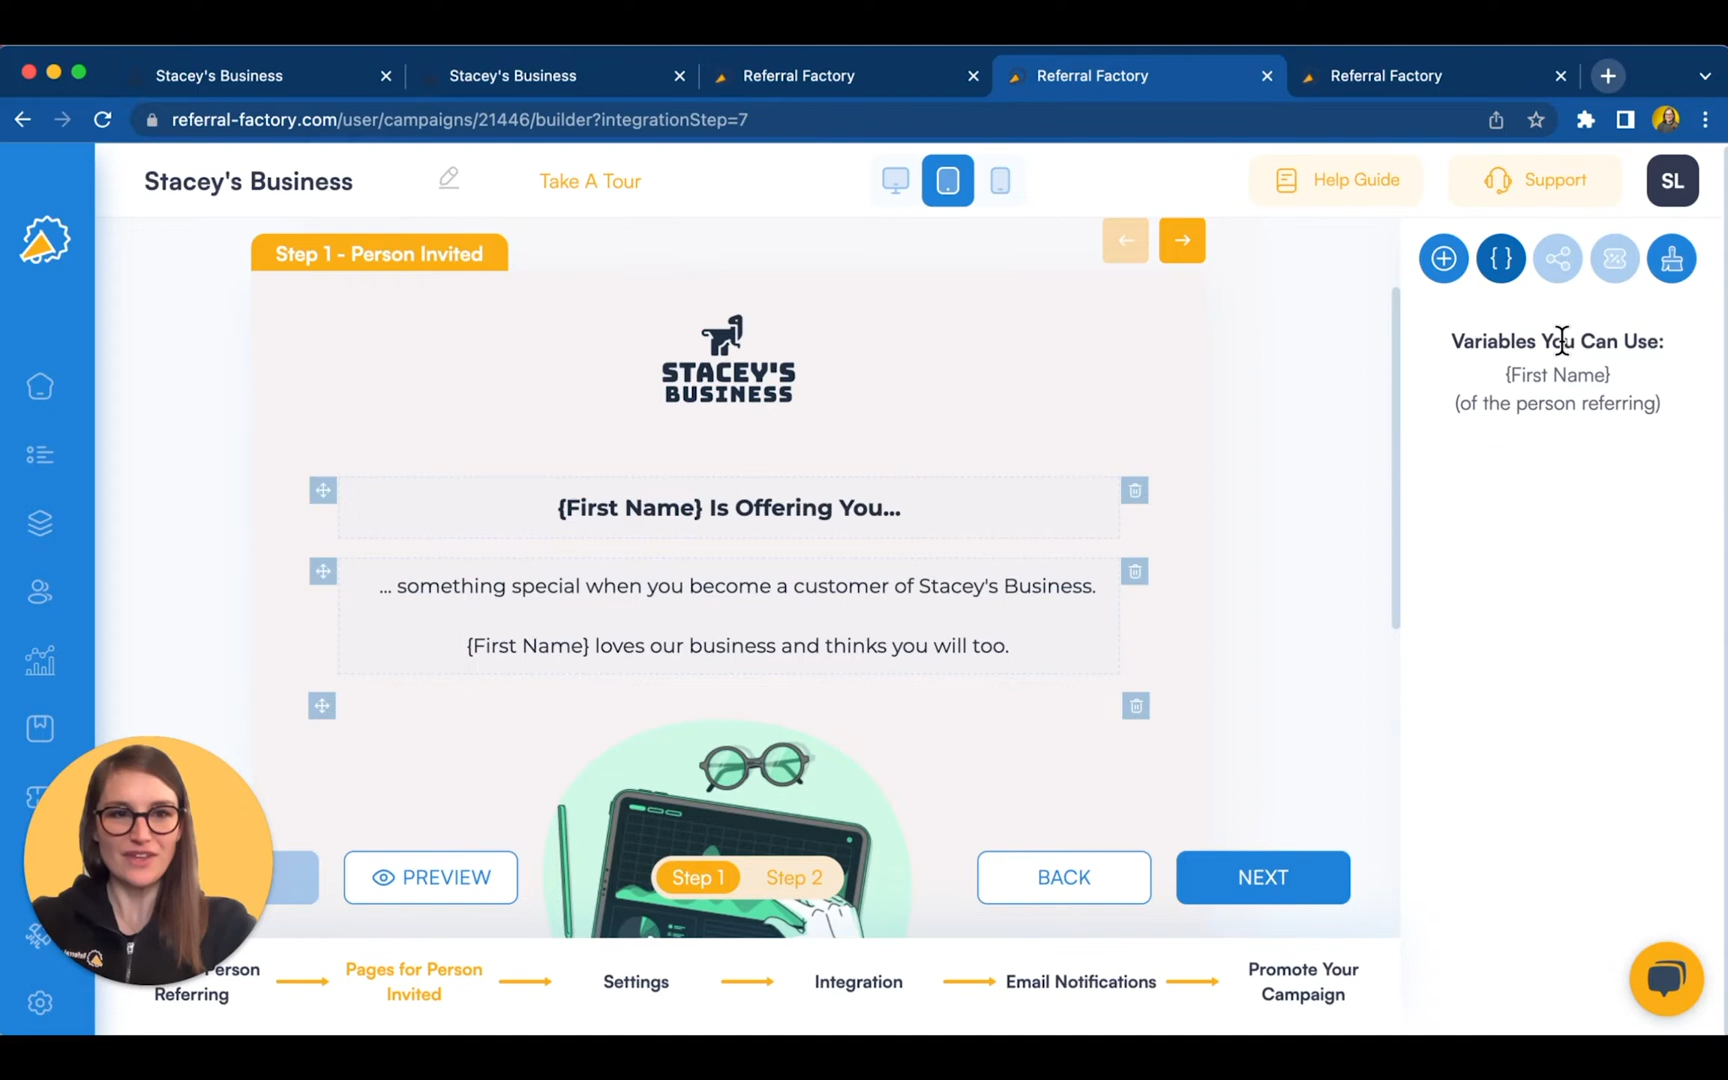 Stacey's Business
Stacey's Business
Referral Factory
Referral Factory
Referral Factory
referral-factory.com/user/campaigns/21446/builder?integrationStep=7
Stacey's Business
Take A Tour
Help Guide
Support
SL
Step 1 - Person Invited
STACEY'S
BUSINESS
{First Name} Is Offering You...
... something special when you become a customer of Stacey's Business.
{First Name} loves our business and thinks you will too.
Variables You Can Use:
{First Name}
(of the person referring)
PREVIEW
Step 1
Step 2
BACK
NEXT
Person
Referring
Pages for Person
Invited
Settings
Integration
Email Notifications
Promote Your
Campaign